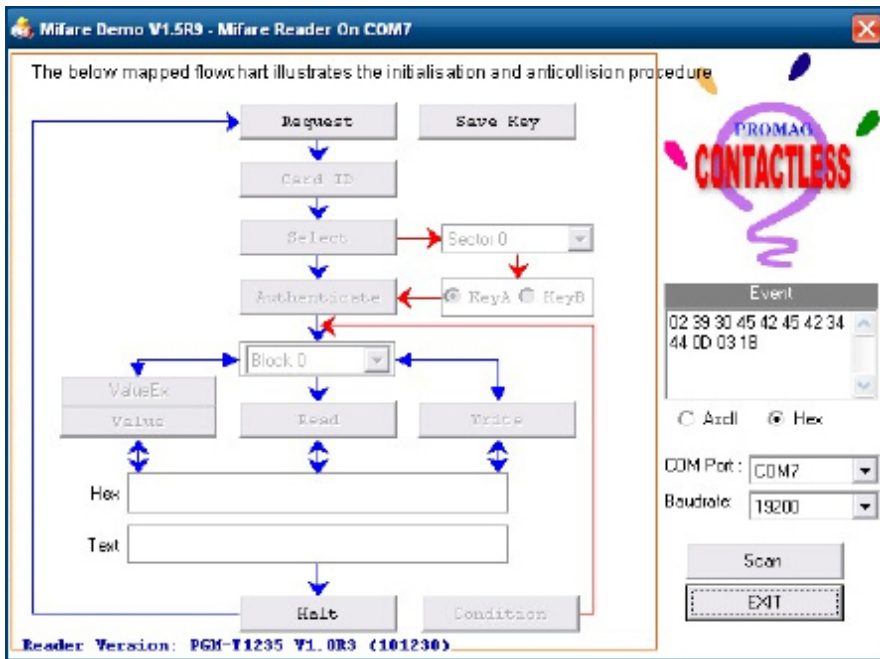 Mifare Demo V1.5R9 - Mifare Reader On COM7
The below mapped flowchart illustrates the initialisation and anticollision procedure
Request
Save Key
Card ID
Select
Sector 0
Authenticate
KeyA
KeyB
Block 0
ValueEx
Value
Read
Write
Hex
Text
Halt
Condition
Reader Version: PGM-T1235 V1.0R3 (101230)
PROMAG
CONTACTLESS
Event
02 39 30 45 42 45 42 34
44 0D 03 1B
AscII
Hex
COM Port :
COM7
Baudrate:
19200
Scan
EXIT